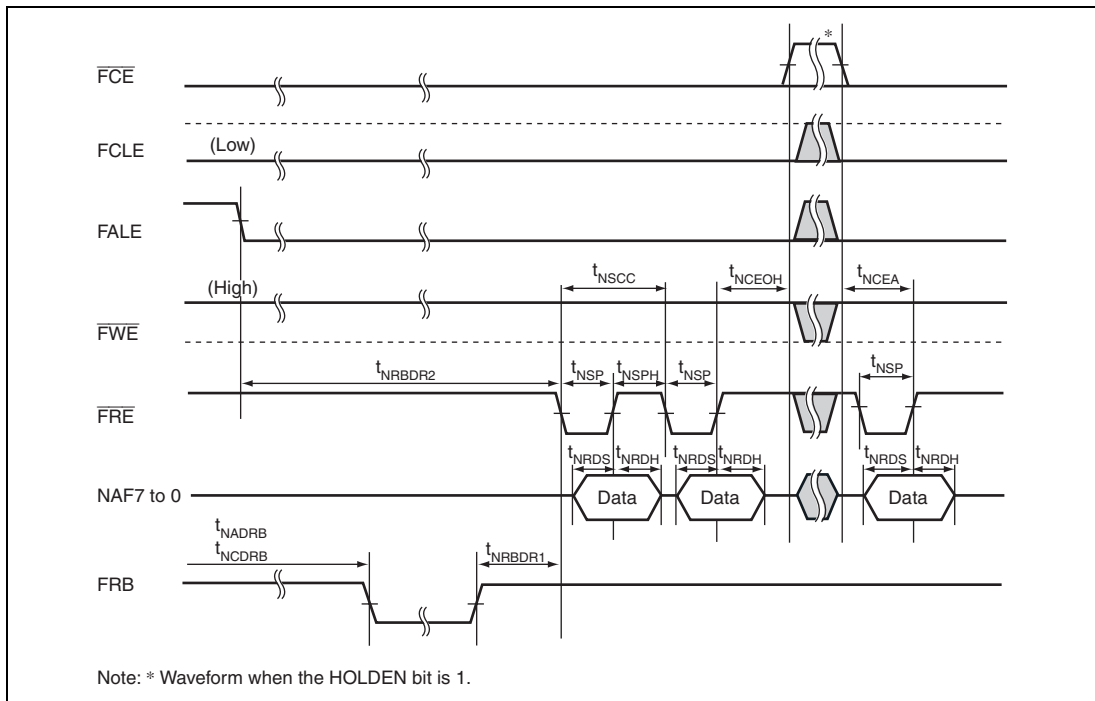 *
FCE
FCLE
(Low)
FALE
(High)
tNSCC
tNCEOH
tNCEA
FWE
tNRBDR2
tNSP
tNSPH
tNSP
tNSP
FRE
tNRDS
tNRDH
tNRDS
tNRDH
tNRDS
tNRDH
NAF7 to 0
Data
Data
Data
tNADRB
tNCDRB
tNRBDR1
FRB
Note: * Waveform when the HOLDEN bit is 1.